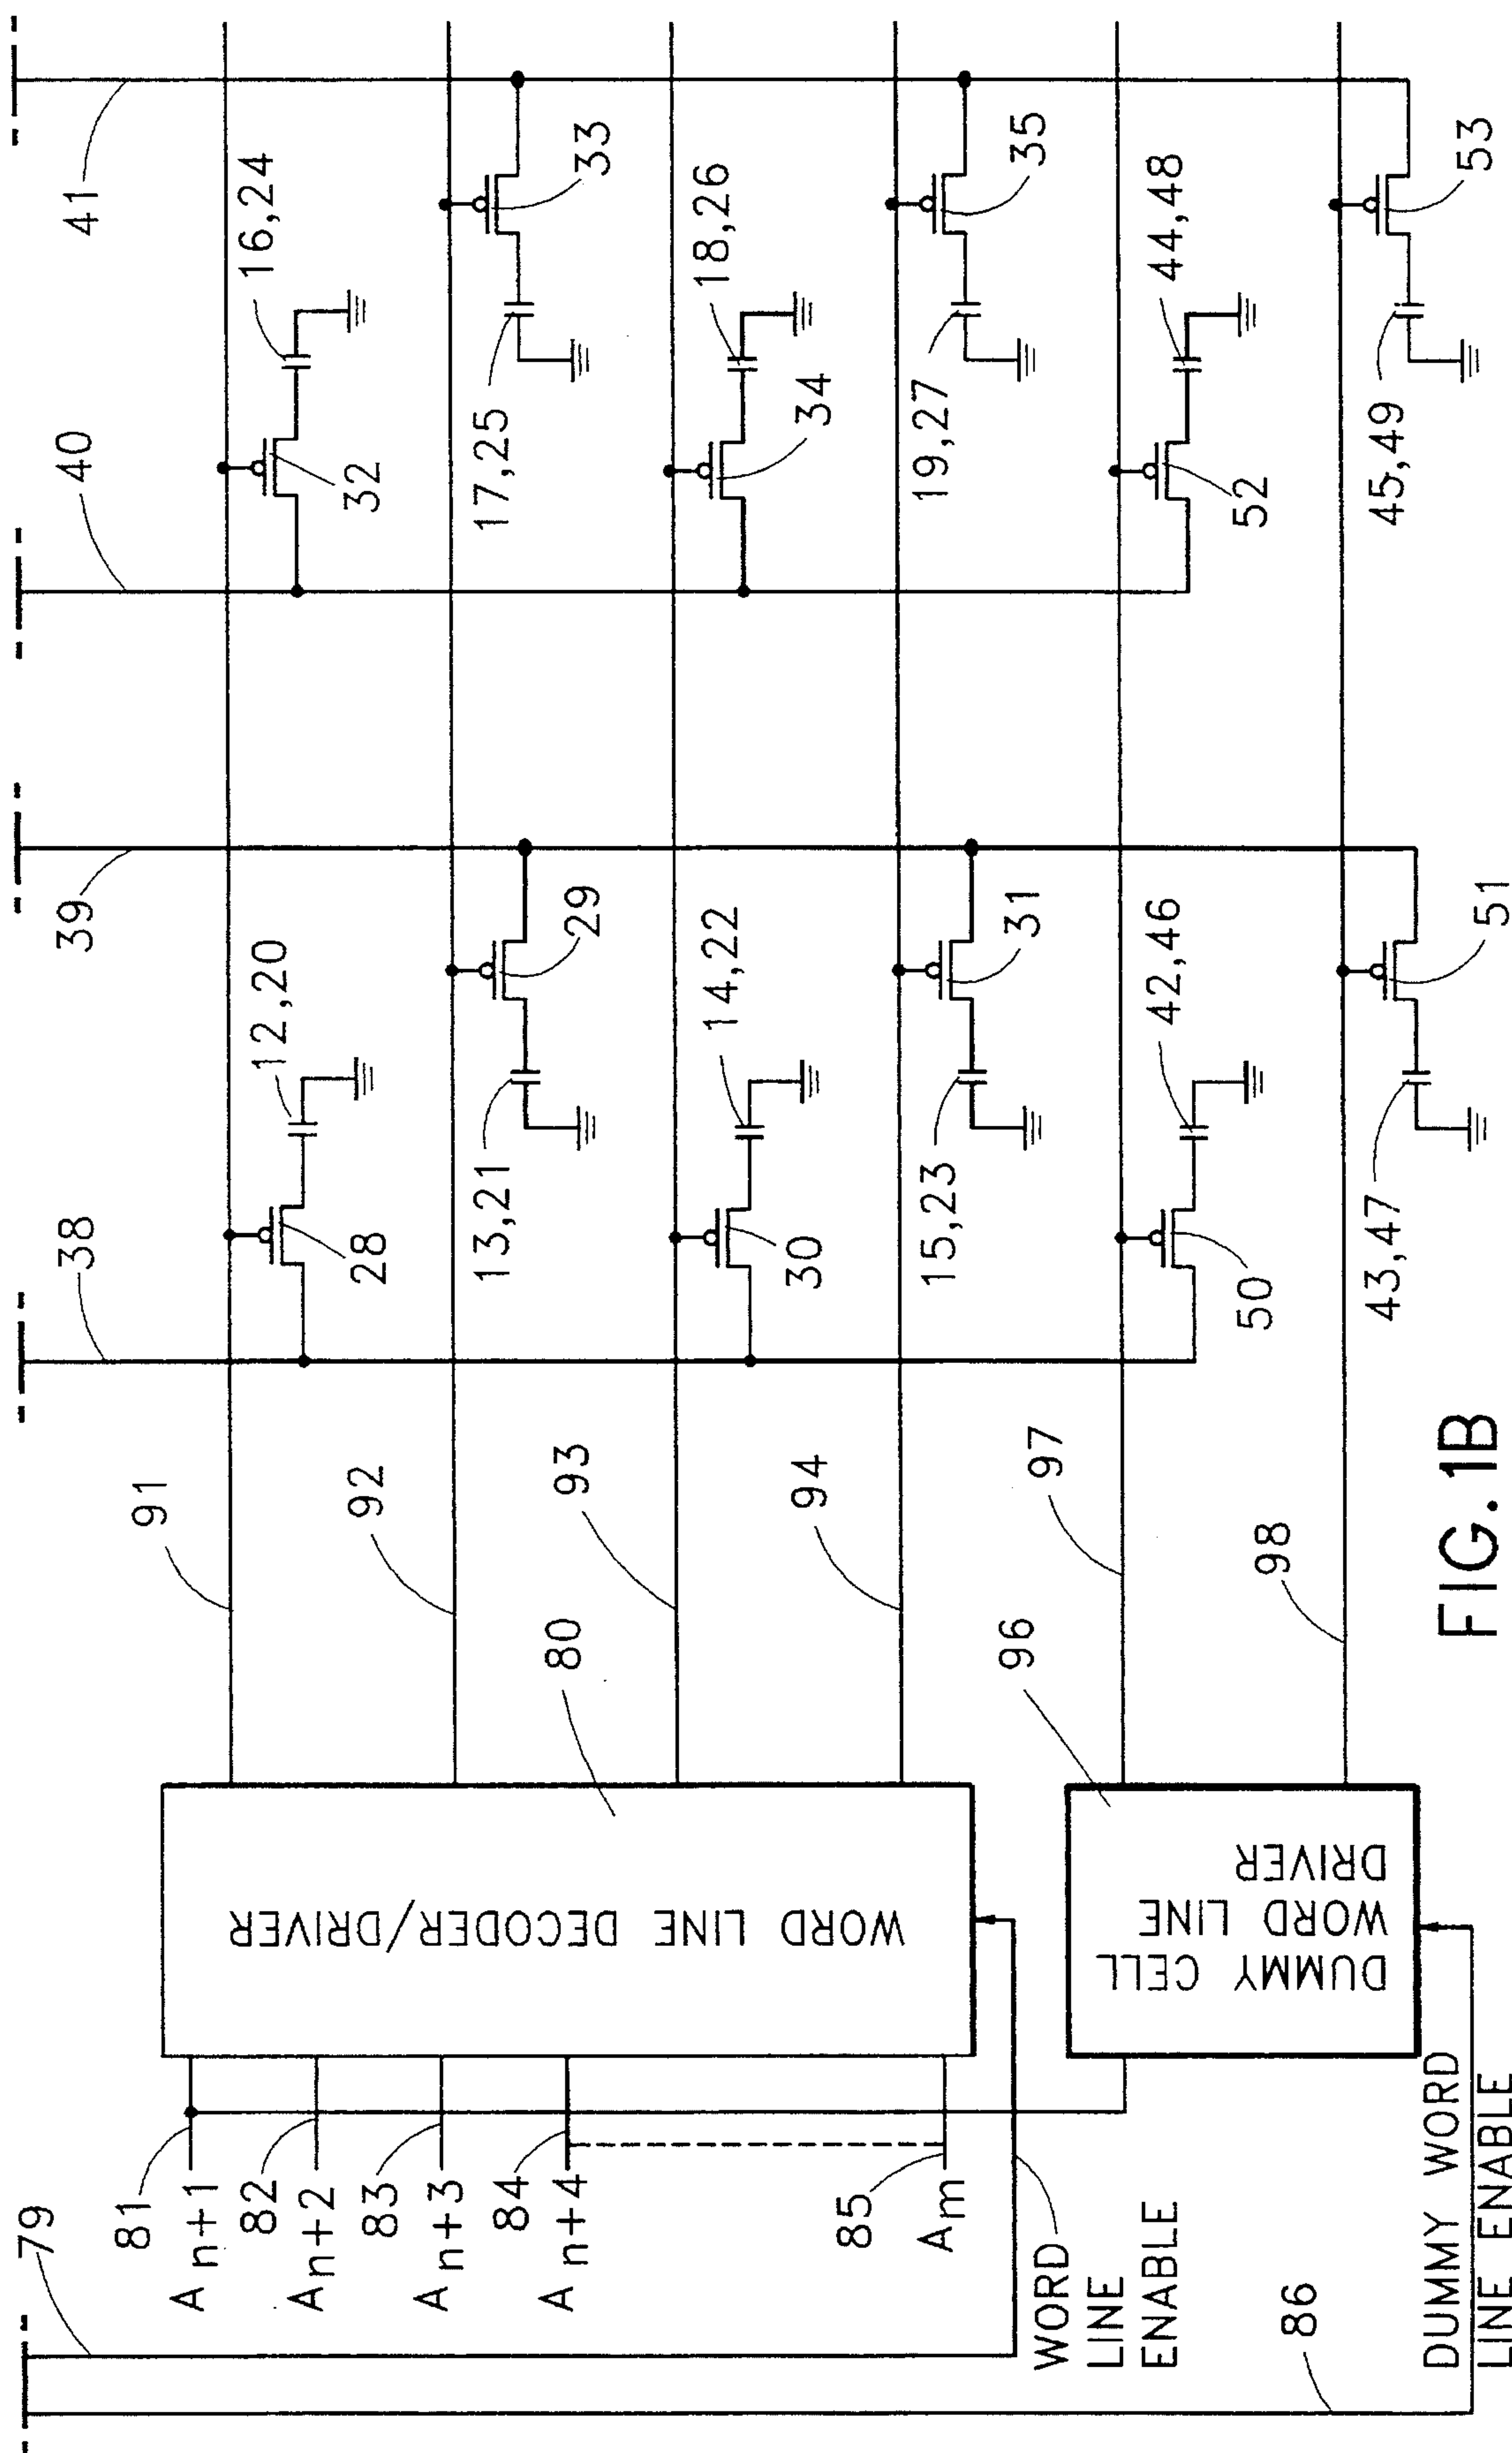 79
81
A n+1
82
A n+2
83
A n+3
84
A n+4
85
A m
WORD
LINE
ENABLE
86
DUMMY WORD
LINE ENABLE
WORD LINE DECODER/DRIVER
80
DUMMY CELL
WORD LINE
DRIVER
96
91
92
93
94
97
98
38
39
40
41
12,20
28
13,21
29
14,22
30
15,23
31
42,46
50
43,47
51
16,24
32
17,25
33
18,26
34
19,27
35
44,48
52
45,49
53
FIG. 1B